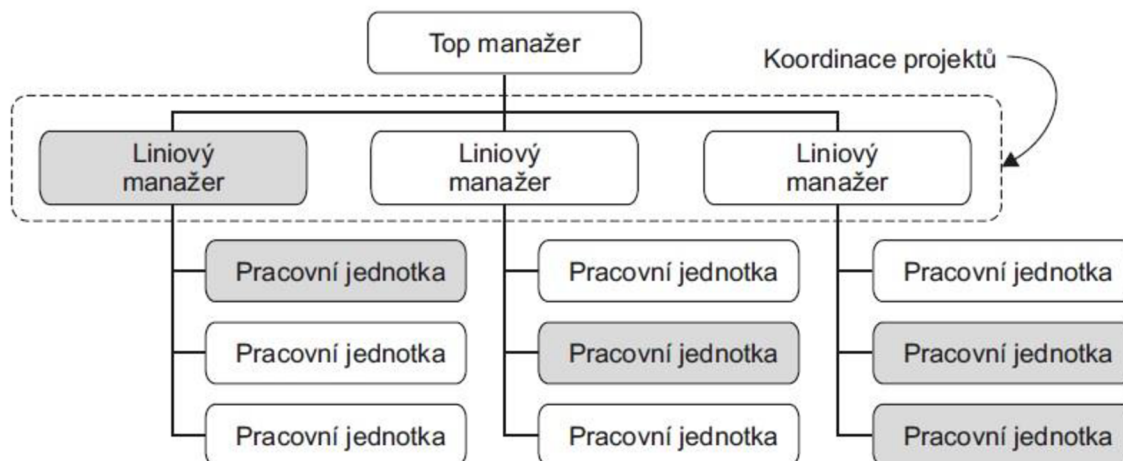 Top manažer
Koordinace projektů
Liniový
manažer
Liniový
manažer
Liniový
manažer
Pracovní jednotka
Pracovní jednotka
Pracovní jednotka
Pracovní jednotka
Pracovní jednotka
Pracovní jednotka
Pracovní jednotka
Pracovní jednotka
Pracovní jednotka